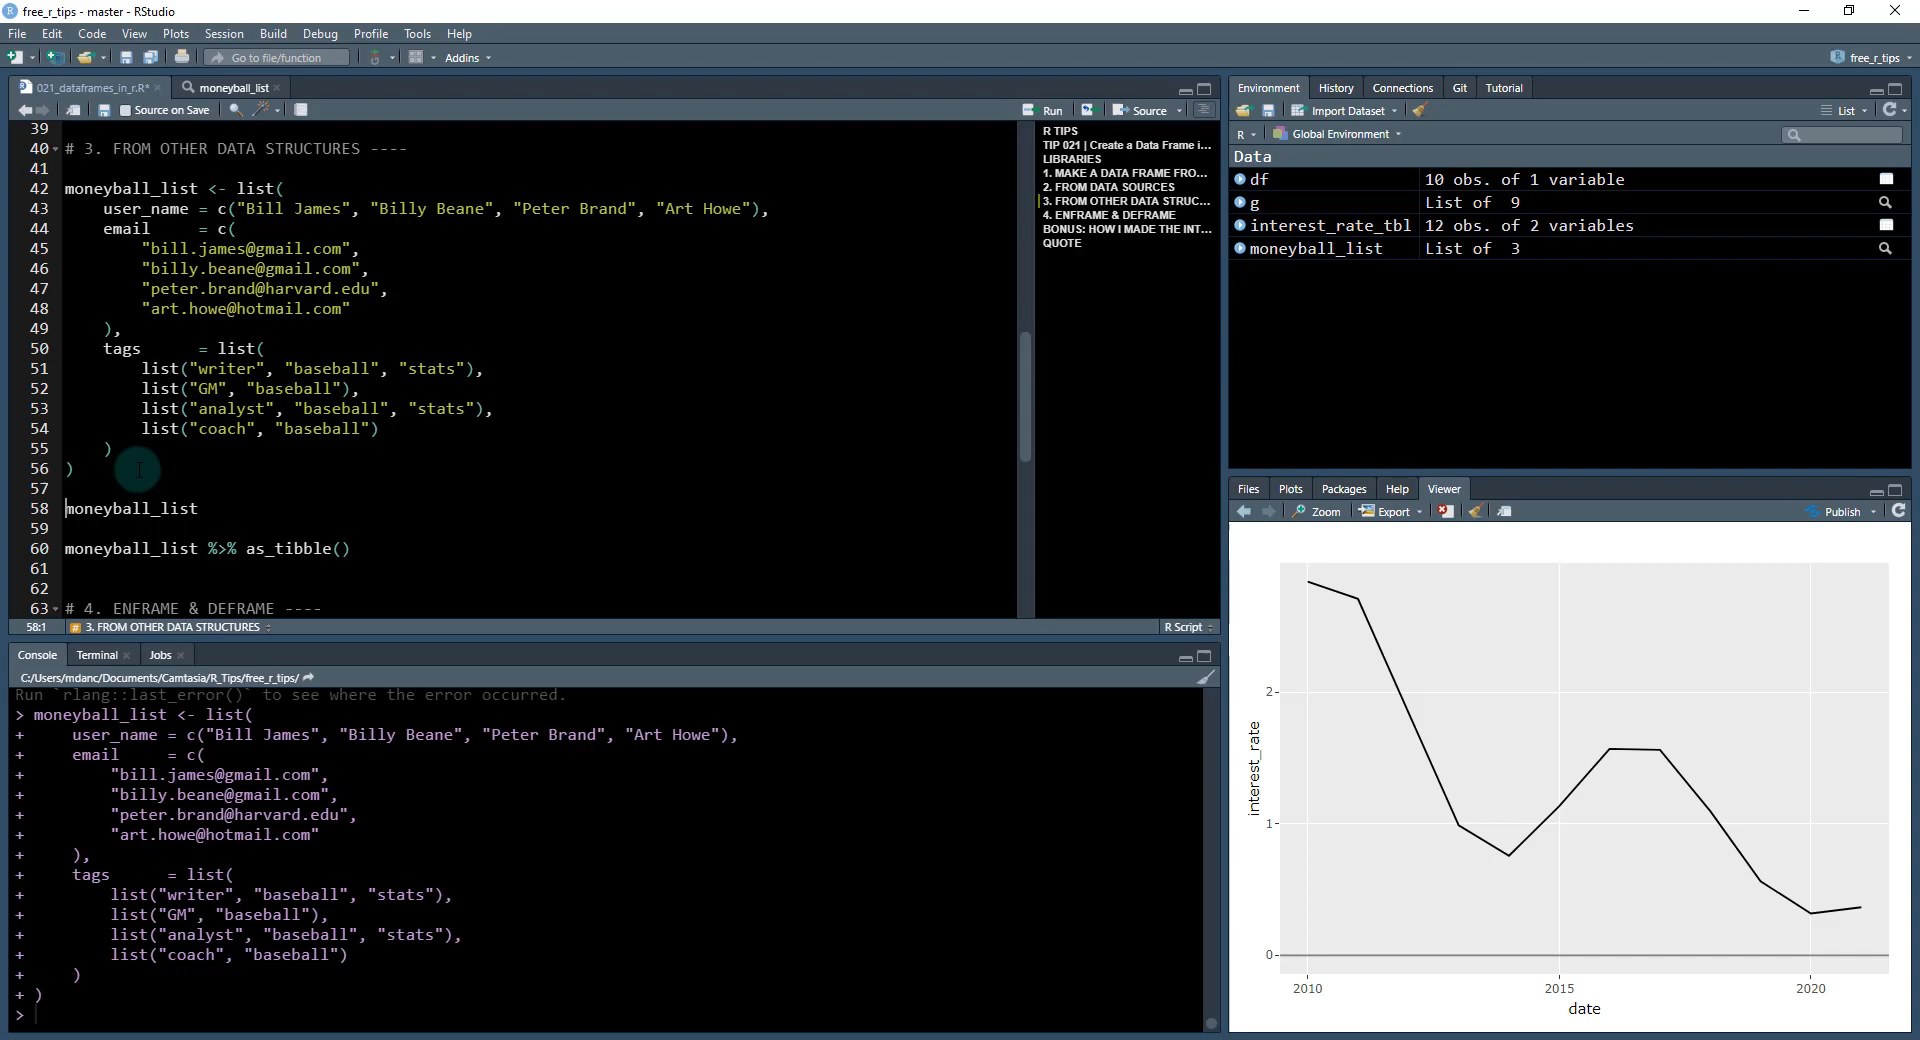 free_r_tips - master - RStudio
File Edit Code View Plots Session Build Debug Profile Tools Help
Go to file/function Addins free_r_tips
021_dataframes_in_r.R* moneyball_list
Source on Save Run Source
39
40 # 3. FROM OTHER DATA STRUCTURES ----
41
42 moneyball_list <- list(
43     user_name = c("Bill James", "Billy Beane", "Peter Brand", "Art Howe"),
44     email     = c(
45         "bill.james@gmail.com",
46         "billy.beane@gmail.com",
47         "peter.brand@harvard.edu",
48         "art.howe@hotmail.com"
49     ),
50     tags      = list(
51         list("writer", "baseball", "stats"),
52         list("GM", "baseball"),
53         list("analyst", "baseball", "stats"),
54         list("coach", "baseball")
55     )
56 )
57
58 moneyball_list
59
60 moneyball_list %>% as_tibble()
61
62
63 # 4. ENFRAME & DEFRAME ----
58:1 # 3. FROM OTHER DATA STRUCTURES R Script
R TIPS
TIP 021 | Create a Data Frame i...
LIBRARIES
1. MAKE A DATA FRAME FRO...
2. FROM DATA SOURCES
3. FROM OTHER DATA STRUC...
4. ENFRAME & DEFRAME
BONUS: HOW I MADE THE INT...
QUOTE
Console Terminal Jobs
C:/Users/mdanc/Documents/Camtasia/R_Tips/free_r_tips/
Run `rlang::last_error()` to see where the error occurred.
> moneyball_list <- list(
+     user_name = c("Bill James", "Billy Beane", "Peter Brand", "Art Howe"),
+     email     = c(
+         "bill.james@gmail.com",
+         "billy.beane@gmail.com",
+         "peter.brand@harvard.edu",
+         "art.howe@hotmail.com"
+     ),
+     tags      = list(
+         list("writer", "baseball", "stats"),
+         list("GM", "baseball"),
+         list("analyst", "baseball", "stats"),
+         list("coach", "baseball")
+     )
+ )
>
Environment History Connections Git Tutorial
Import Dataset List
R Global Environment
Data
df 10 obs. of 1 variable
g List of 9
interest_rate_tbl 12 obs. of 2 variables
moneyball_list List of 3
Files Plots Packages Help Viewer
Zoom Export Publish
interest_rate
2
1
0
2010 2015 2020
date